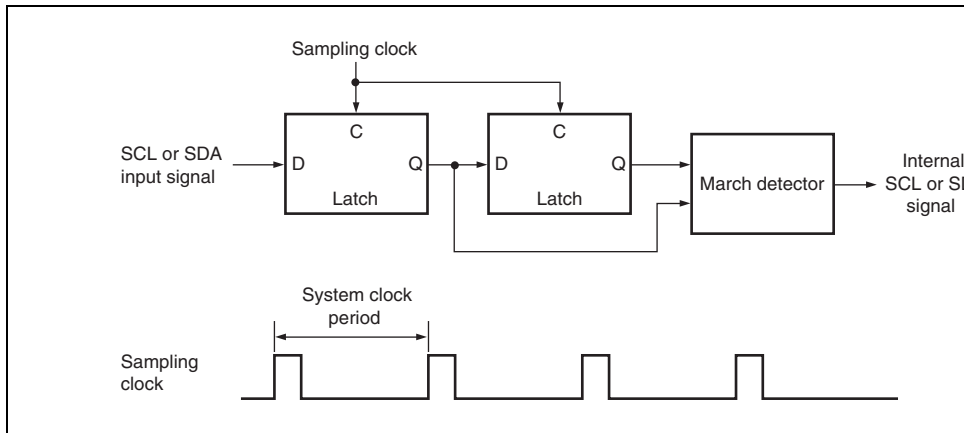 Sampling clock
C
C
SCL or SDA
input signal
D
Q
D
Q
Latch
Latch
March detector
Internal
SCL or
signal
System clock
period
Sampling
clock